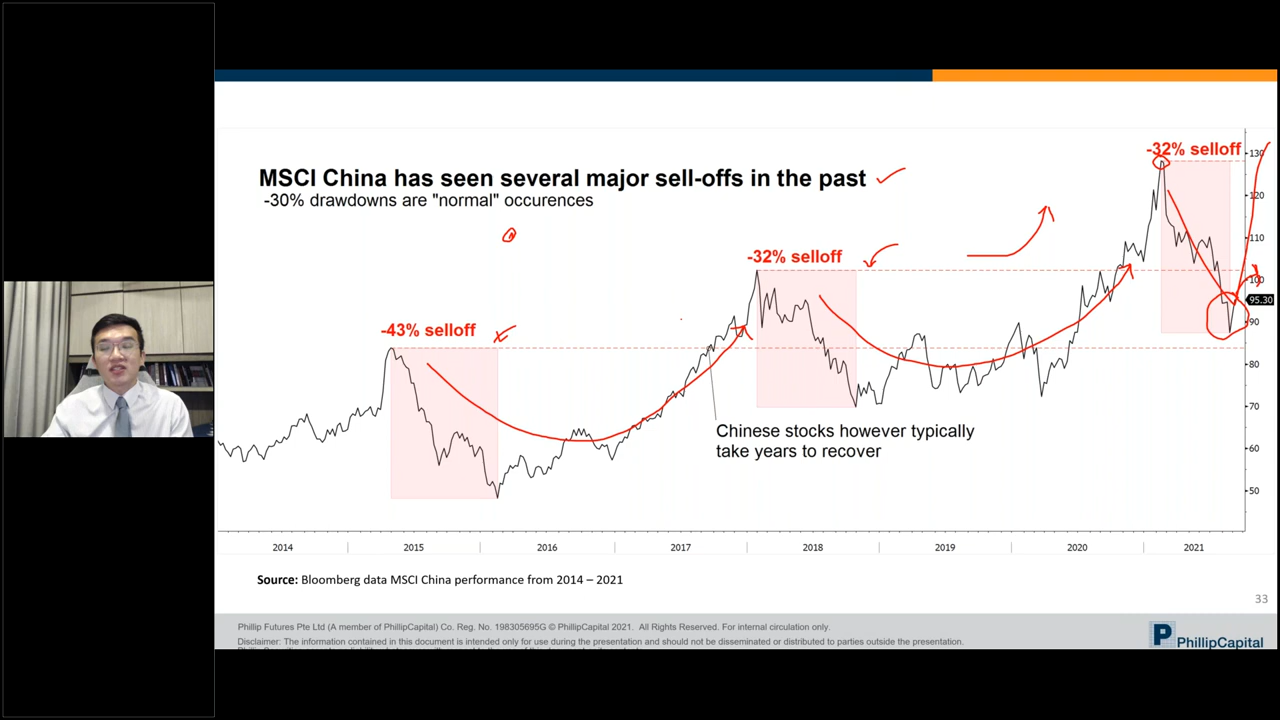 -32% selloff
MSCI China has seen several major sell-offs in the past
-30% drawdowns are "normal" occurences
-32% selloff
-43% selloff
Chinese stocks however typically
take years to recover
130
120
110
100
95.30
90
80
70
60
50
2014 2015 2016 2017 2018 2019 2020 2021
Source: Bloomberg data MSCI China performance from 2014 – 2021
33
Phillip Futures Pte Ltd (A member of PhillipCapital) Co. Reg. No. 198305695G © PhillipCapital 2021. All Rights Reserved. For internal circulation only.
Disclaimer: The information contained in this document is intended only for use during the presentation and should not be disseminated or distributed to parties outside the presentation.
P PhillipCapital